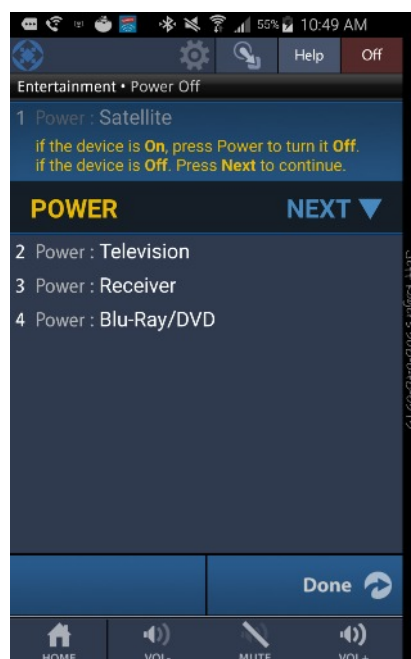 55% 10:49 AM
Help Off
Entertainment • Power Off
1 Power : Satellite
if the device is On, press Power to turn it Off.
if the device is Off. Press Next to continue.
POWER NEXT
2 Power : Television
3 Power : Receiver
4 Power : Blu-Ray/DVD
Done
HOME VOL- MUTE VOL+